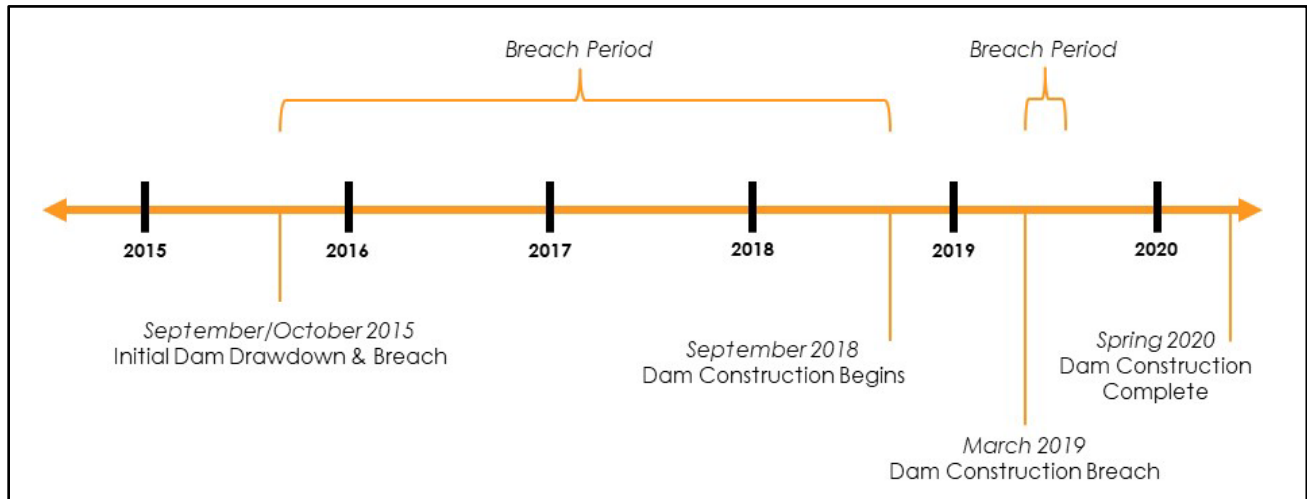 Breach Period
Breach Period
2015
2016
2017
2018
2019
2020
September/October 2015
Initial Dam Drawdown & Breach
September 2018
Dam Construction Begins
March 2019
Dam Construction Breach
Spring 2020
Dam Construction
Complete